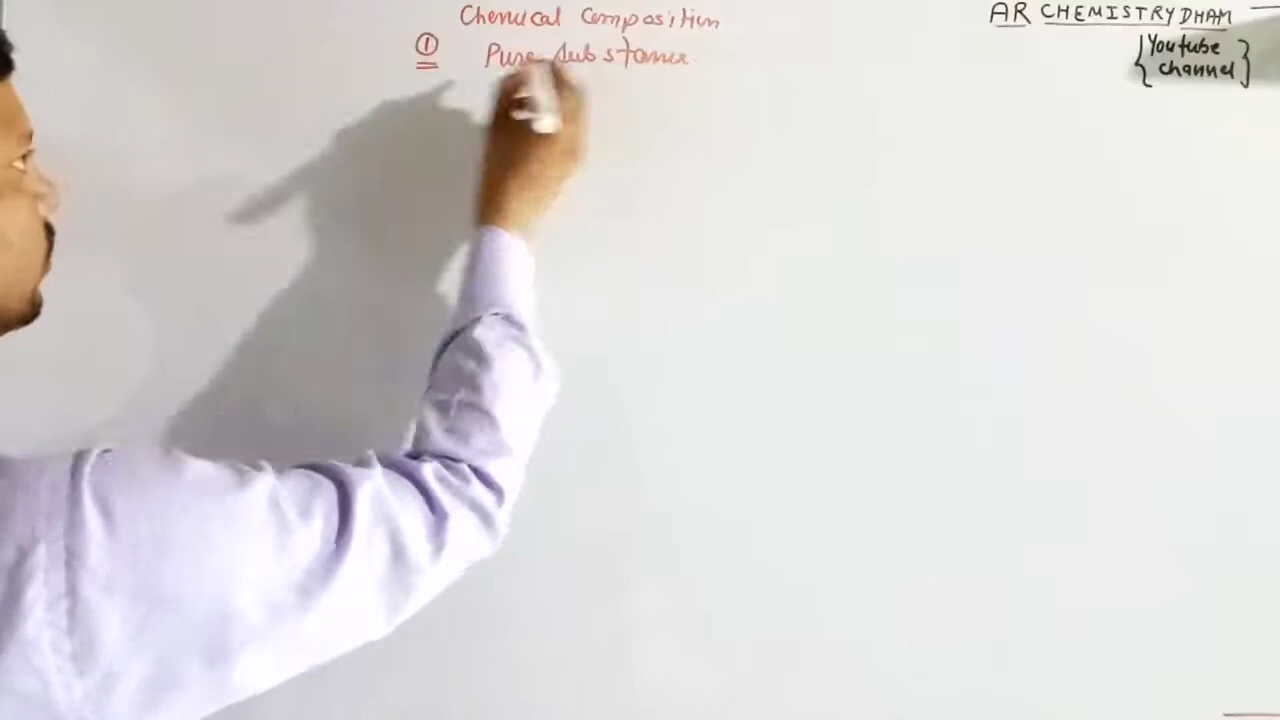 Chemical Composition
① Pure Substance
AR CHEMISTRY DHAM
{Youtube
channel}